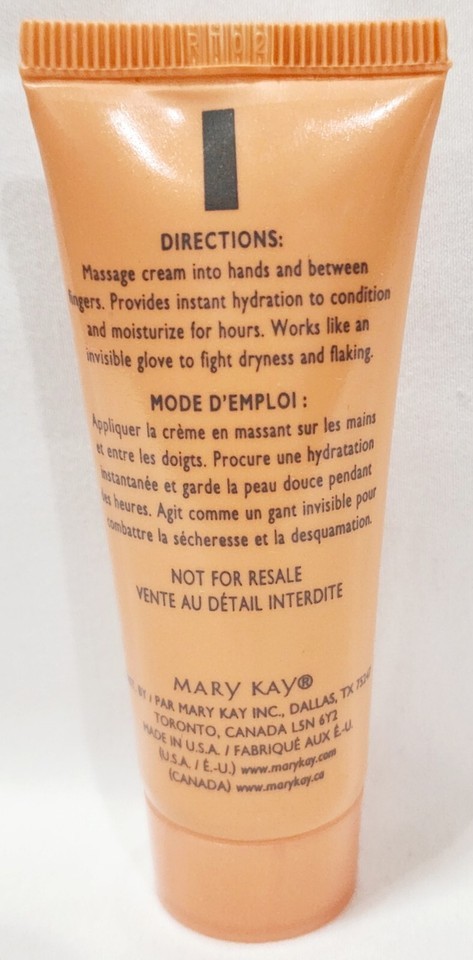 DIRECTIONS:
Massage cream into hands and between
fingers. Provides instant hydration to condition
and moisturize for hours. Works like an
invisible glove to fight dryness and flaking.
MODE D'EMPLOI :
Appliquer la crème en massant sur les mains
et entre les doigts. Procure une hydratation
instantanée et garde la peau douce pendant
des heures. Agit comme un gant invisible pour
combattre la sécheresse et la desquamation.
NOT FOR RESALE
VENTE AU DÉTAIL INTERDITE
MARY KAY®
BY / PAR MARY KAY INC., DALLAS, TX
TORONTO, CANADA L5N 6Y2
MADE IN U.S.A. / FABRIQUÉ AUX É.-U.
(U.S.A. / É.-U.) www.marykay.com
(CANADA) www.marykay.ca